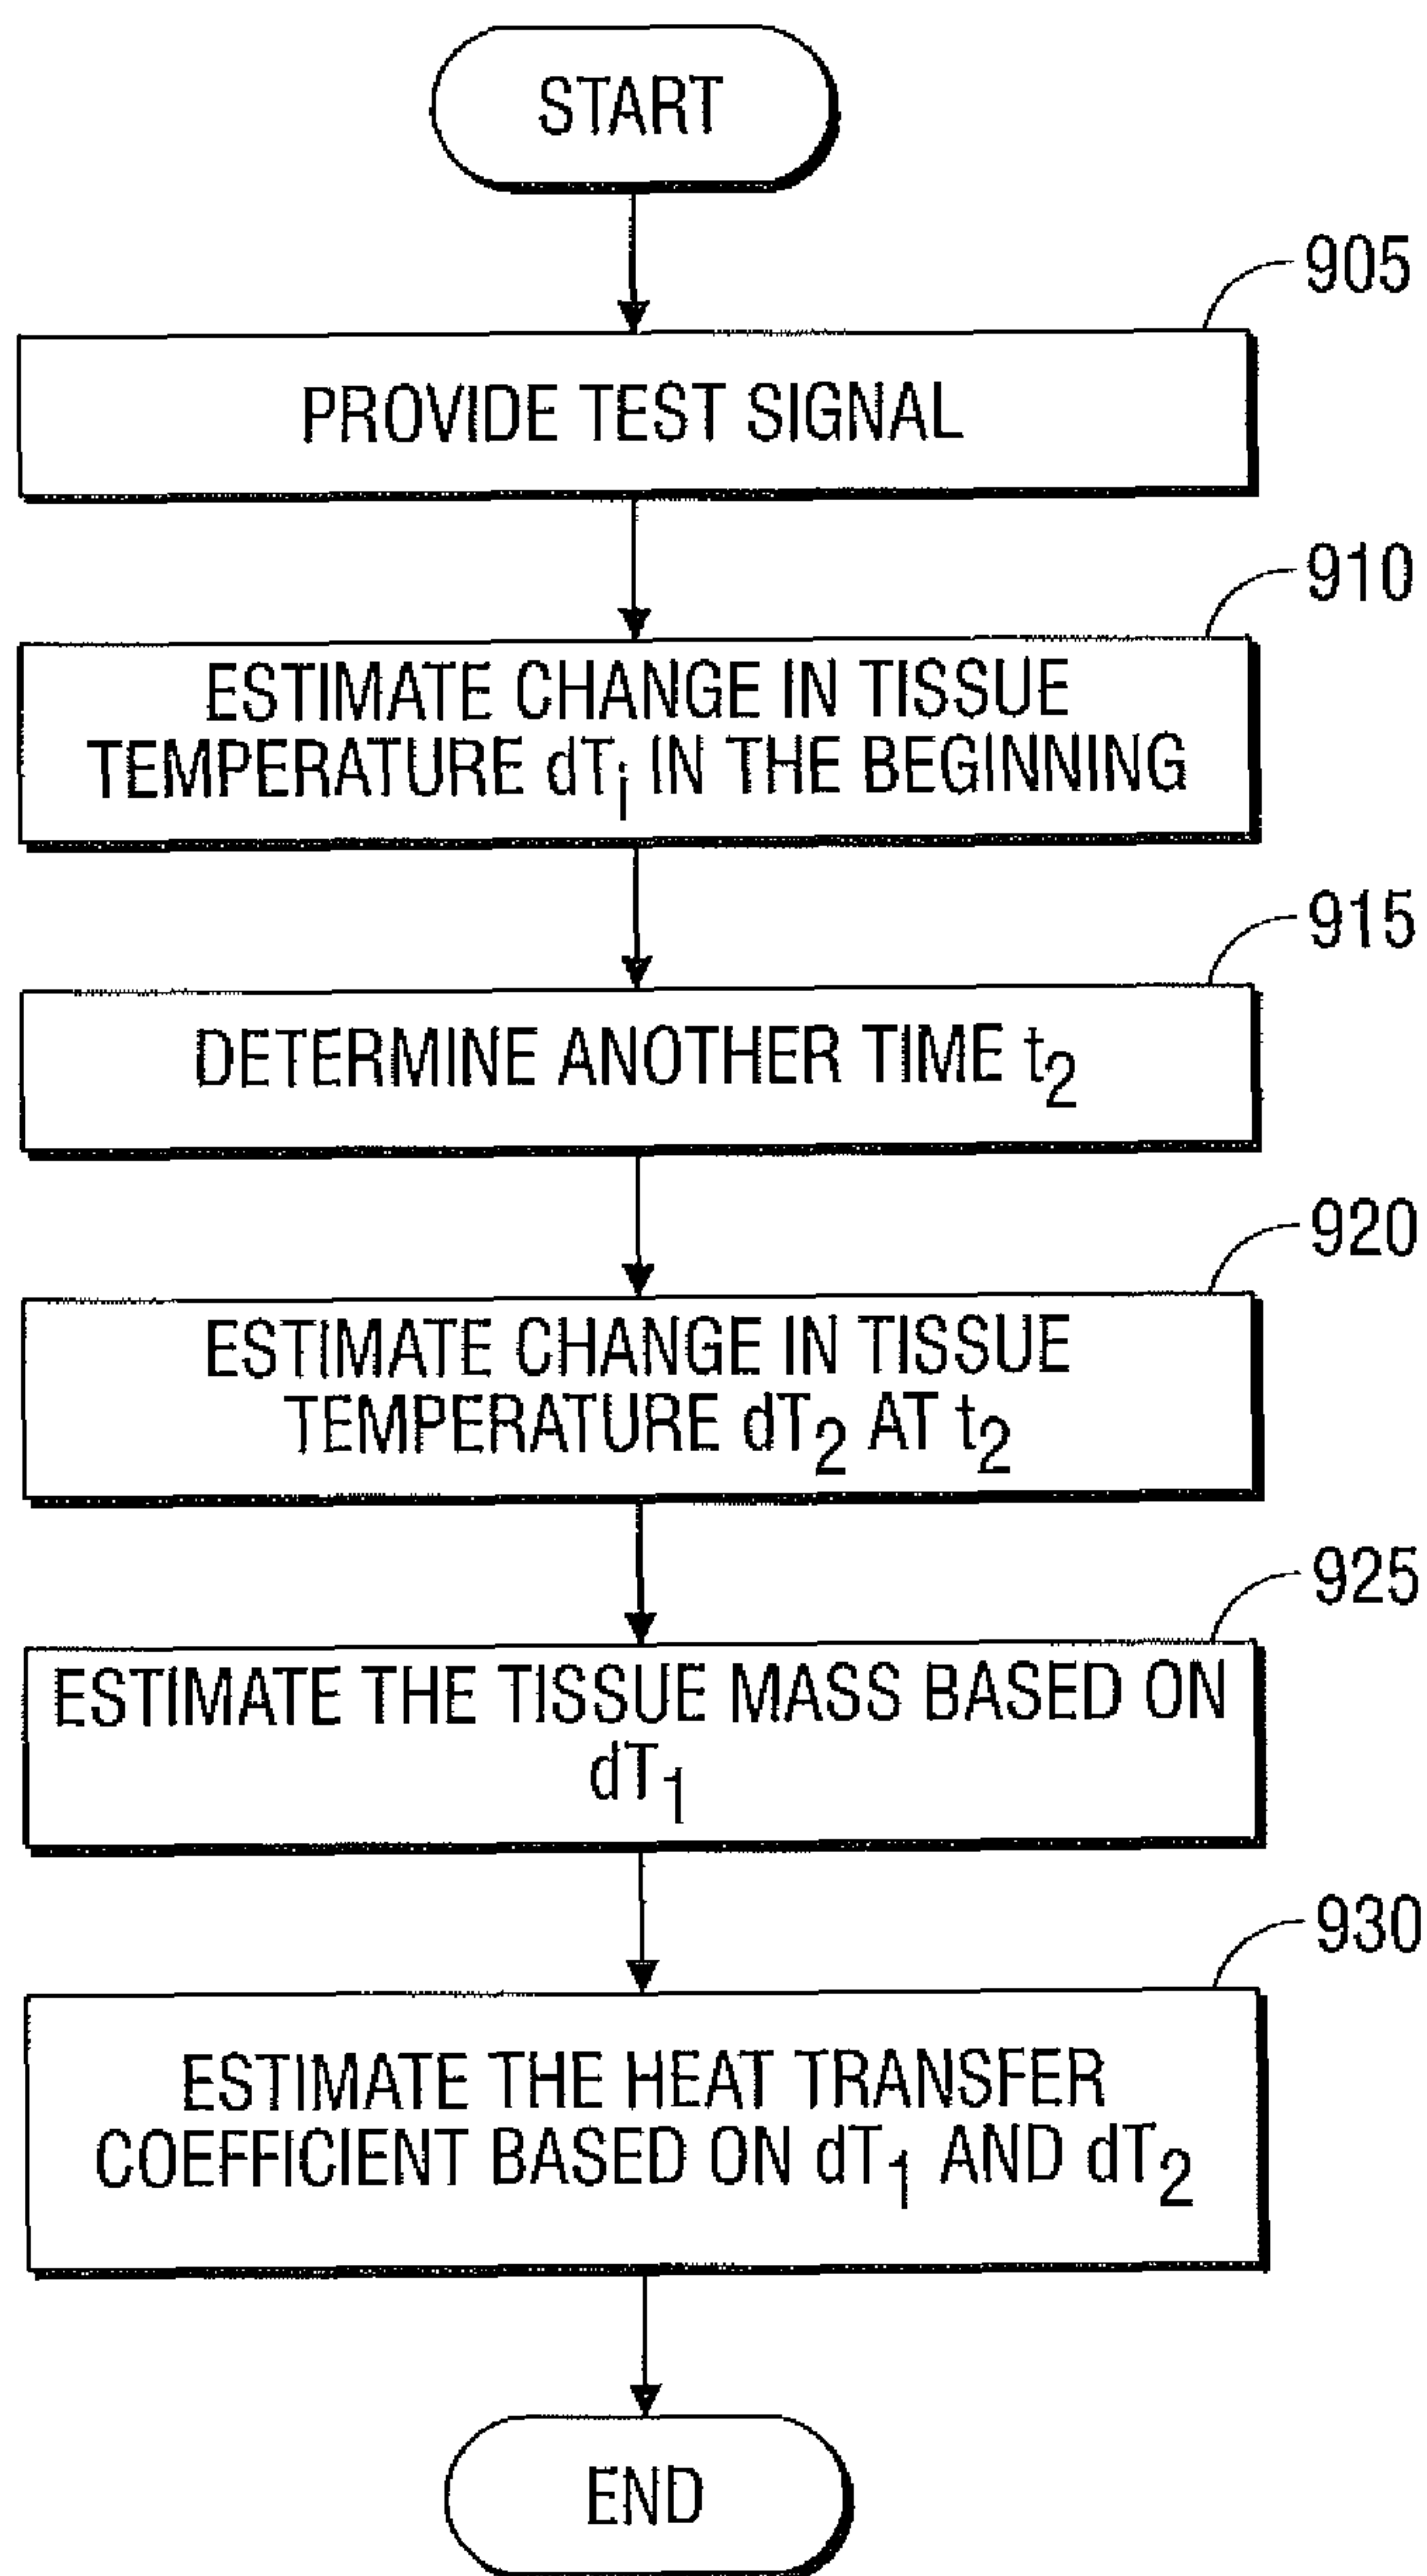 START
905
PROVIDE TEST SIGNAL
910
ESTIMATE CHANGE IN TISSUE
TEMPERATURE dTi IN THE BEGINNING
915
DETERMINE ANOTHER TIME t2
920
ESTIMATE CHANGE IN TISSUE
TEMPERATURE dT2 AT t2
925
ESTIMATE THE TISSUE MASS BASED ON
dT1
930
ESTIMATE THE HEAT TRANSFER
COEFFICIENT BASED ON dT1 AND dT2
END